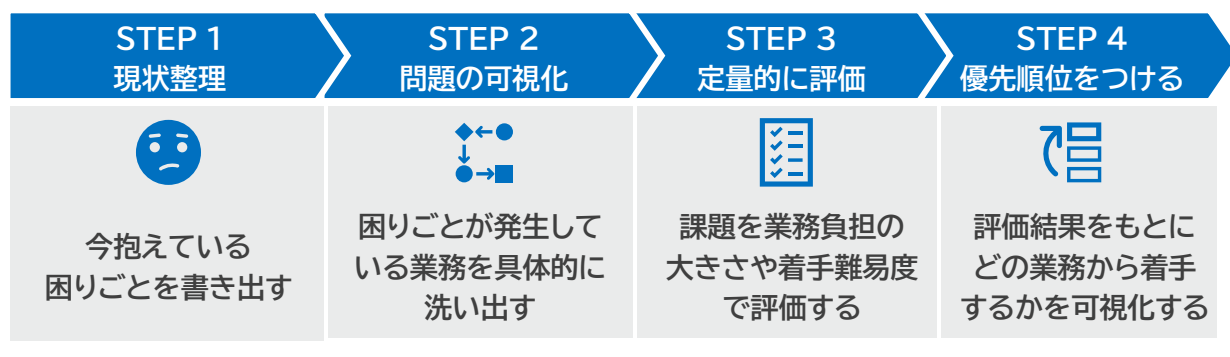 STEP 1
現状整理
STEP 2
問題の可視化
STEP 3
定量的に評価
STEP 4
優先順位をつける
今抱えている
困りごとを書き出す
困りごとが発生して
いる業務を具体的に
洗い出す
課題を業務負担の
大きさや着手難易度
で評価する
評価結果をもとに
どの業務から着手
するかを可視化する